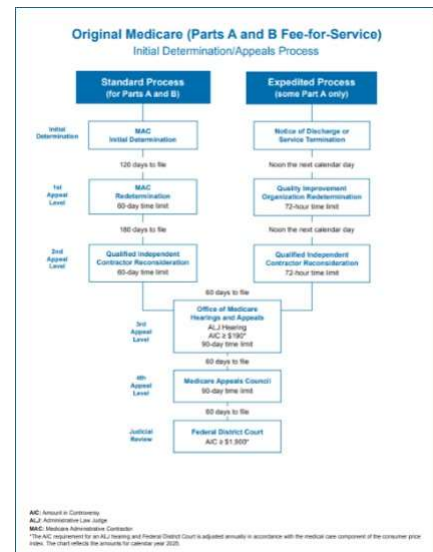 Original Medicare (Parts A and B Fee-for-Service)
Initial Determination/Appeals Process
Standard Process
(for Parts A and B)
Expedited Process
(some Part A only)
Initial
Determination
MAC
Initial Determination
Notice of Discharge or
Service Termination
120 days to file
Noon the next calendar day
1st
Appeal
Level
MAC
Redetermination
60-day time limit
Quality Improvement
Organization Redetermination
72-hour time limit
180 days to file
Noon the next calendar day
2nd
Appeal
Level
Qualified Independent
Contractor Reconsideration
60-day time limit
Qualified Independent
Contractor Reconsideration
72-hour time limit
60 days to file
3rd
Appeal
Level
Office of Medicare
Hearings and Appeals
ALJ Hearing
AIC ≥ $190*
90-day time limit
60 days to file
4th
Appeal
Level
Medicare Appeals Council
90-day time limit
60 days to file
Judicial
Review
Federal District Court
AIC ≥ $1,900*
AIC: Amount in Controversy
ALJ: Administrative Law Judge
MAC: Medicare Administrative Contractor
*The AIC requirement for an ALJ hearing and Federal District Court is adjusted annually in accordance with the medical care component of the consumer price
index. The chart reflects the amounts for calendar year 2025.